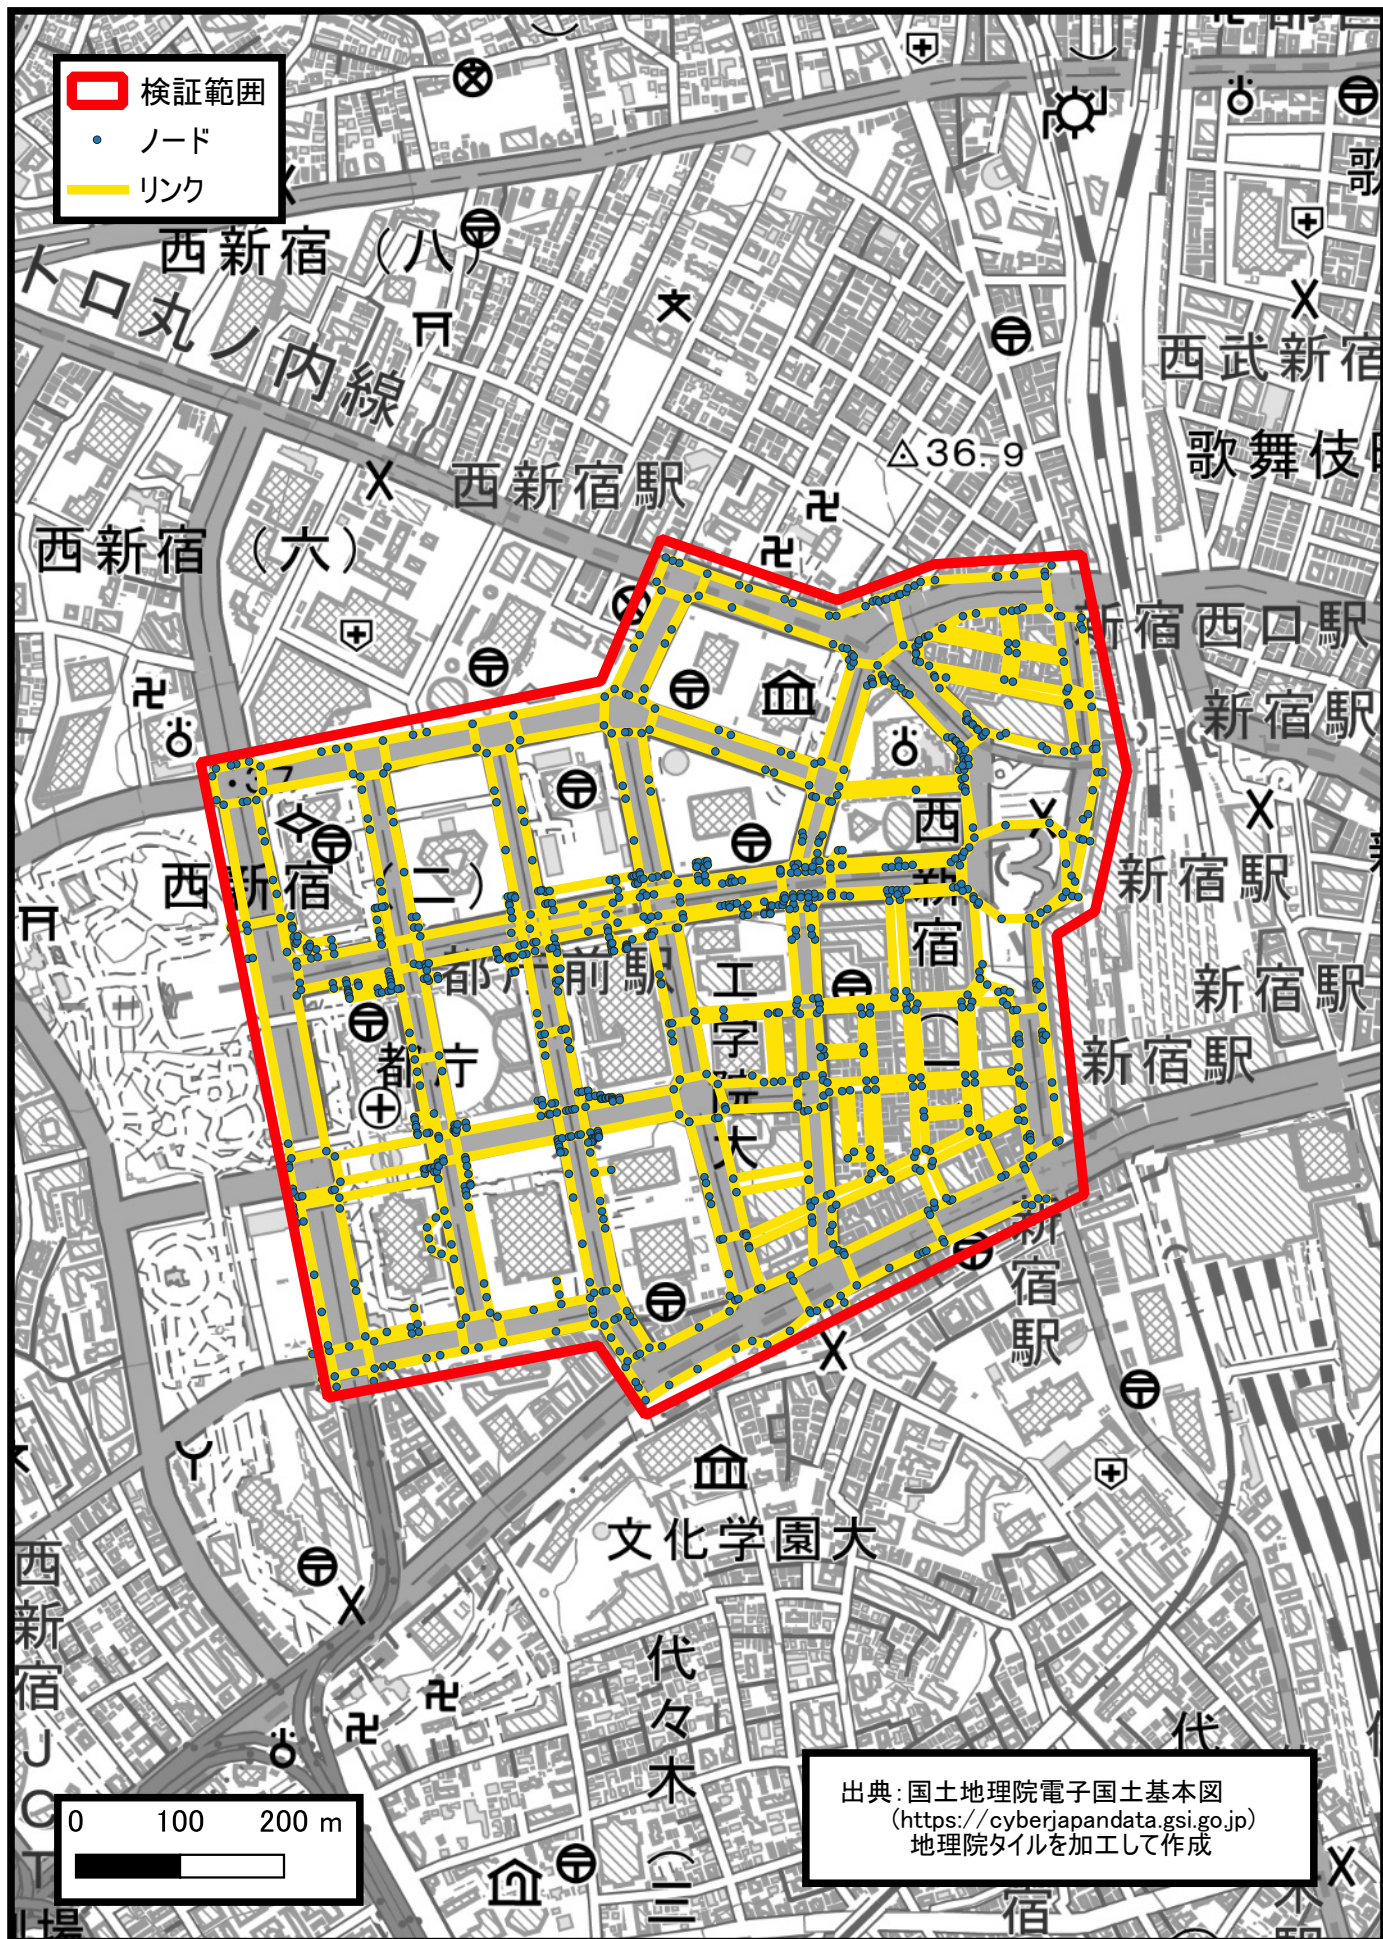 検証範囲
ノード
リンク
西新宿(八)
トロ丸ノ内線
西武新宿
歌舞伎町
36.9
西新宿駅
西新宿(六)
新宿西口駅
新宿駅
・37
西新宿(二)
西新宿(一)
新宿駅
都庁前駅
新宿駅
工学院大
都庁
新宿駅
新宿駅
文化学園大
西新宿JCT
代々木(三)
0 100 200 m
出典:国土地理院電子国土基本図
(https://cyberjapandata.gsi.go.jp)
地理院タイルを加工して作成